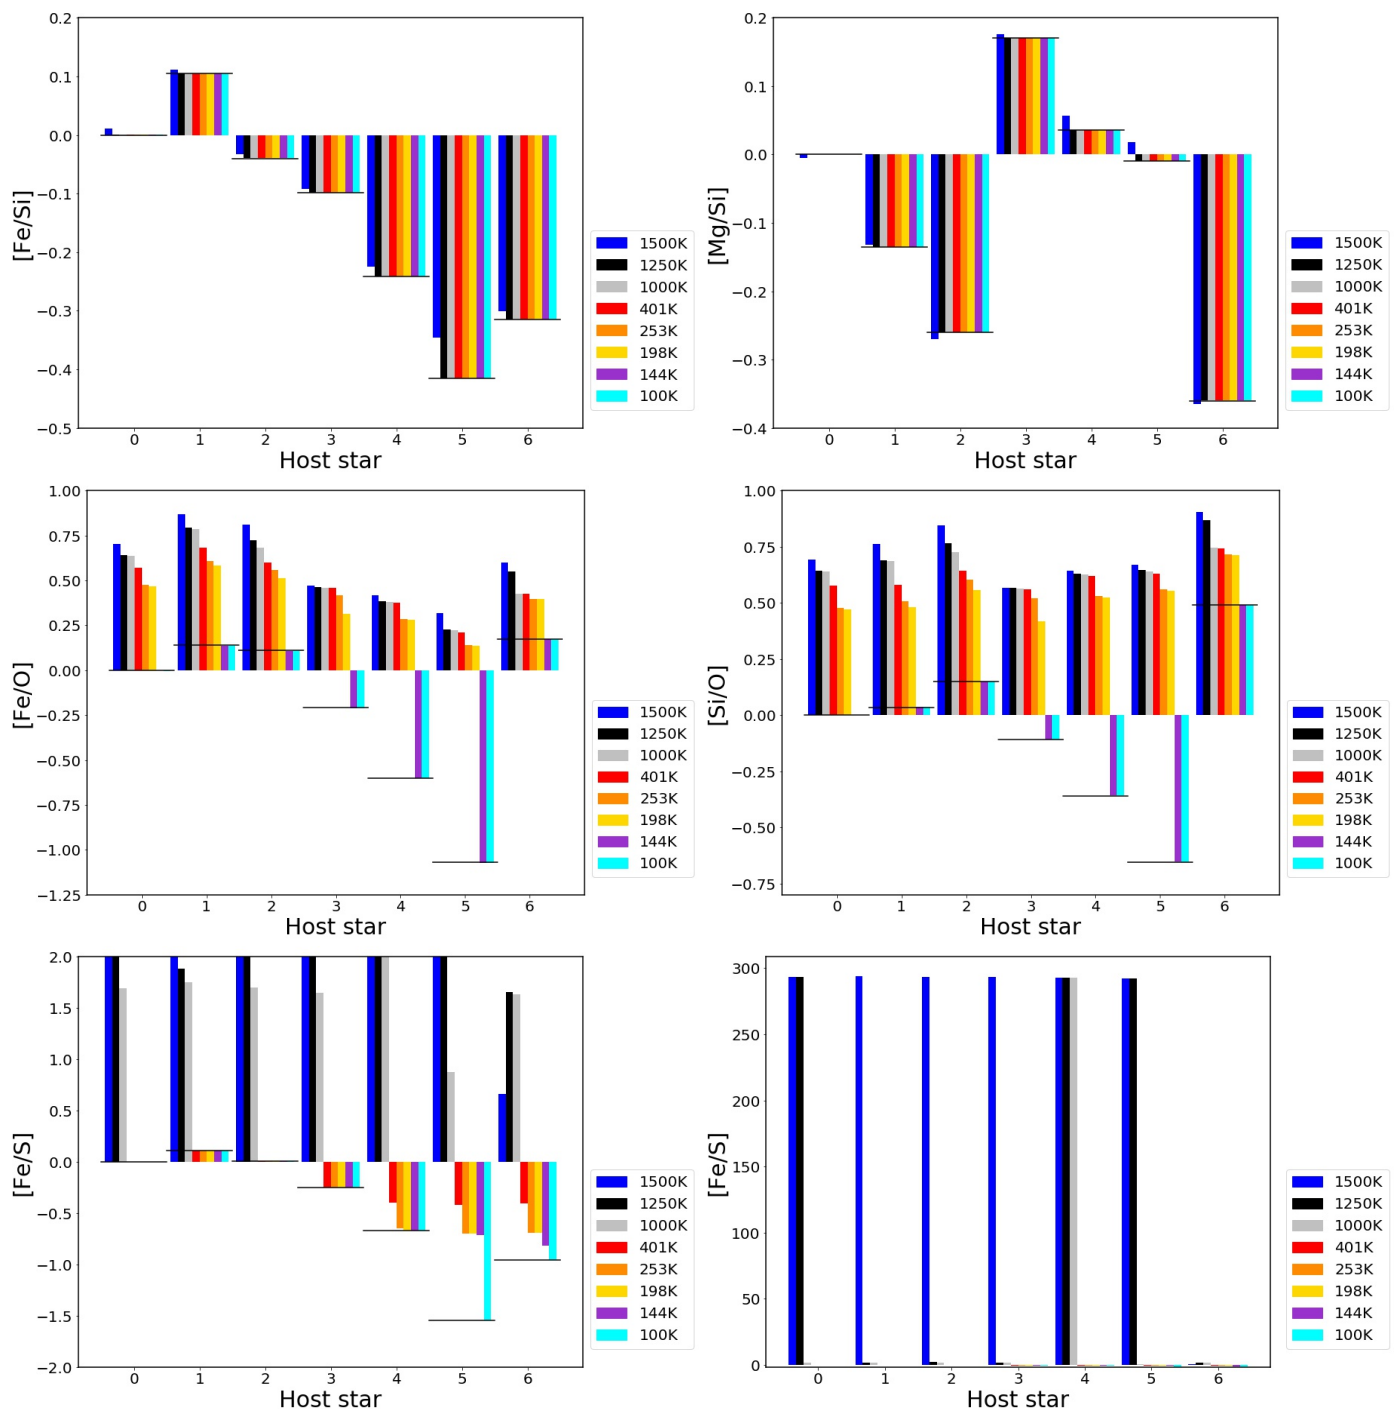 0.2
0.1
0.0
−0.1
−0.2
−0.3
−0.4
−0.5
[Fe/Si]
0 1 2 3 4 5 6
Host star
1500K
1250K
1000K
401K
253K
198K
144K
100K
0.2
0.1
0.0
−0.1
−0.2
−0.3
−0.4
[Mg/Si]
0 1 2 3 4 5 6
Host star
1500K
1250K
1000K
401K
253K
198K
144K
100K
1.00
0.75
0.50
0.25
0.00
−0.25
−0.50
−0.75
−1.00
−1.25
[Fe/O]
0 1 2 3 4 5 6
Host star
1500K
1250K
1000K
401K
253K
198K
144K
100K
1.00
0.75
0.50
0.25
0.00
−0.25
−0.50
−0.75
[Si/O]
0 1 2 3 4 5 6
Host star
1500K
1250K
1000K
401K
253K
198K
144K
100K
2.0
1.5
1.0
0.5
0.0
−0.5
−1.0
−1.5
−2.0
[Fe/S]
0 1 2 3 4 5 6
Host star
1500K
1250K
1000K
401K
253K
198K
144K
100K
300
250
200
150
100
50
0
[Fe/S]
0 1 2 3 4 5 6
Host star
1500K
1250K
1000K
401K
253K
198K
144K
100K